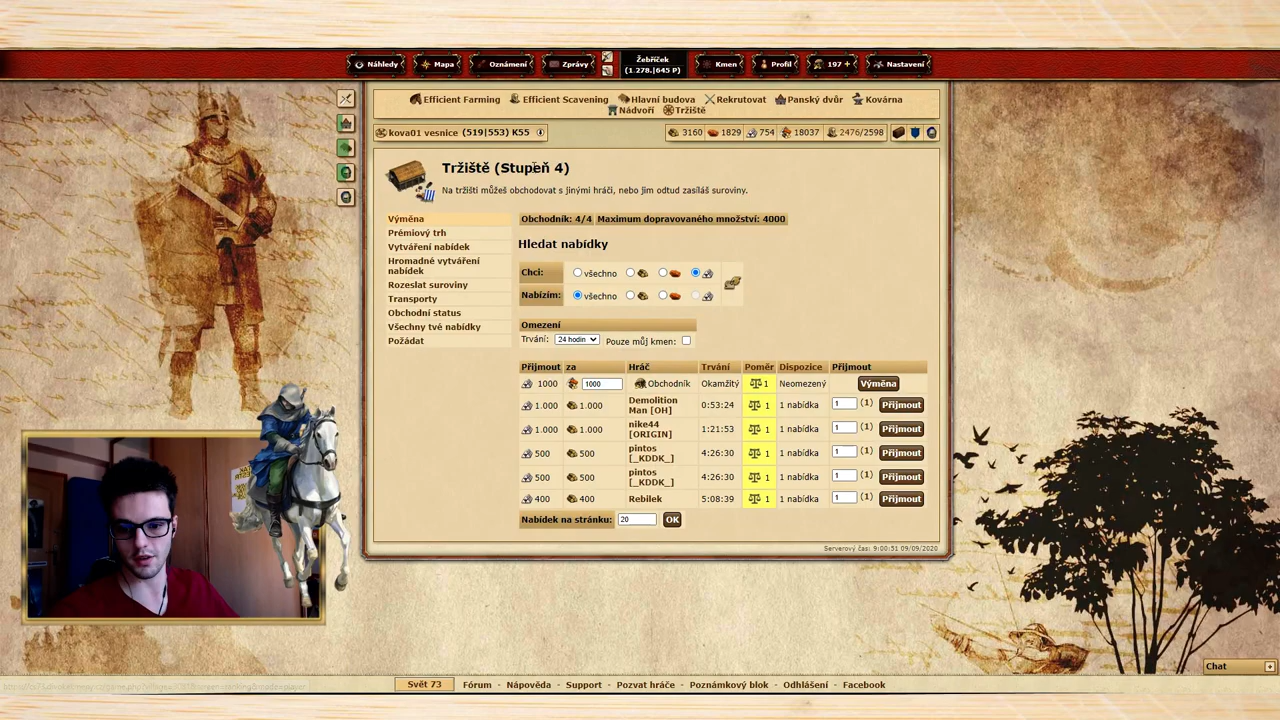 Náhledy Mapa Oznámení Zprávy Žebříček Kmen Profil 197 + Nastavení
(1.278.|645 P)
Efficient Farming Efficient Scavening Hlavní budova Rekrutovat Panský dvůr Kovárna
Nádvoří Tržiště
kova01 vesnice (519|553) K55 3160 1829 754 18037 2476/2598
Tržiště (Stupeň 4)
Na tržišti můžeš obchodovat s jinými hráči, nebo jim odtud zasíláš suroviny.
Výměna
Prémiový trh
Vytváření nabídek
Hromadné vytváření
nabídek
Rozeslat suroviny
Transporty
Obchodní status
Všechny tvé nabídky
Požádat
Obchodník: 4/4 Maximum dopravovaného množství: 4000
Hledat nabídky
Chci: všechno
Nabízím: všechno
Omezení
Trvání: 24 hodin Pouze můj kmen:
Přijmout za Hráč Trvání Poměr Dispozice Přijmout
1000 1000 Obchodník Okamžitý 1 Neomezený Výměna
1.000 1.000 Demolition Man [OH] 0:53:24 1 1 nabídka 1 (1) Přijmout
1.000 1.000 nike44 [ORIGIN] 1:21:53 1 1 nabídka 1 (1) Přijmout
500 500 pintos [_KDDK_] 4:26:30 1 1 nabídka 1 (1) Přijmout
500 500 pintos [_KDDK_] 4:26:30 1 1 nabídka 1 (1) Přijmout
400 400 Rebilek 5:08:39 1 1 nabídka 1 (1) Přijmout
Nabídek na stránku: 20 OK
Serverový čas: 9:00:51 09/09/2020
Chat +
Svět 73 Fórum - Nápověda - Support - Pozvat hráče - Poznámkový blok - Odhlášení - Facebook